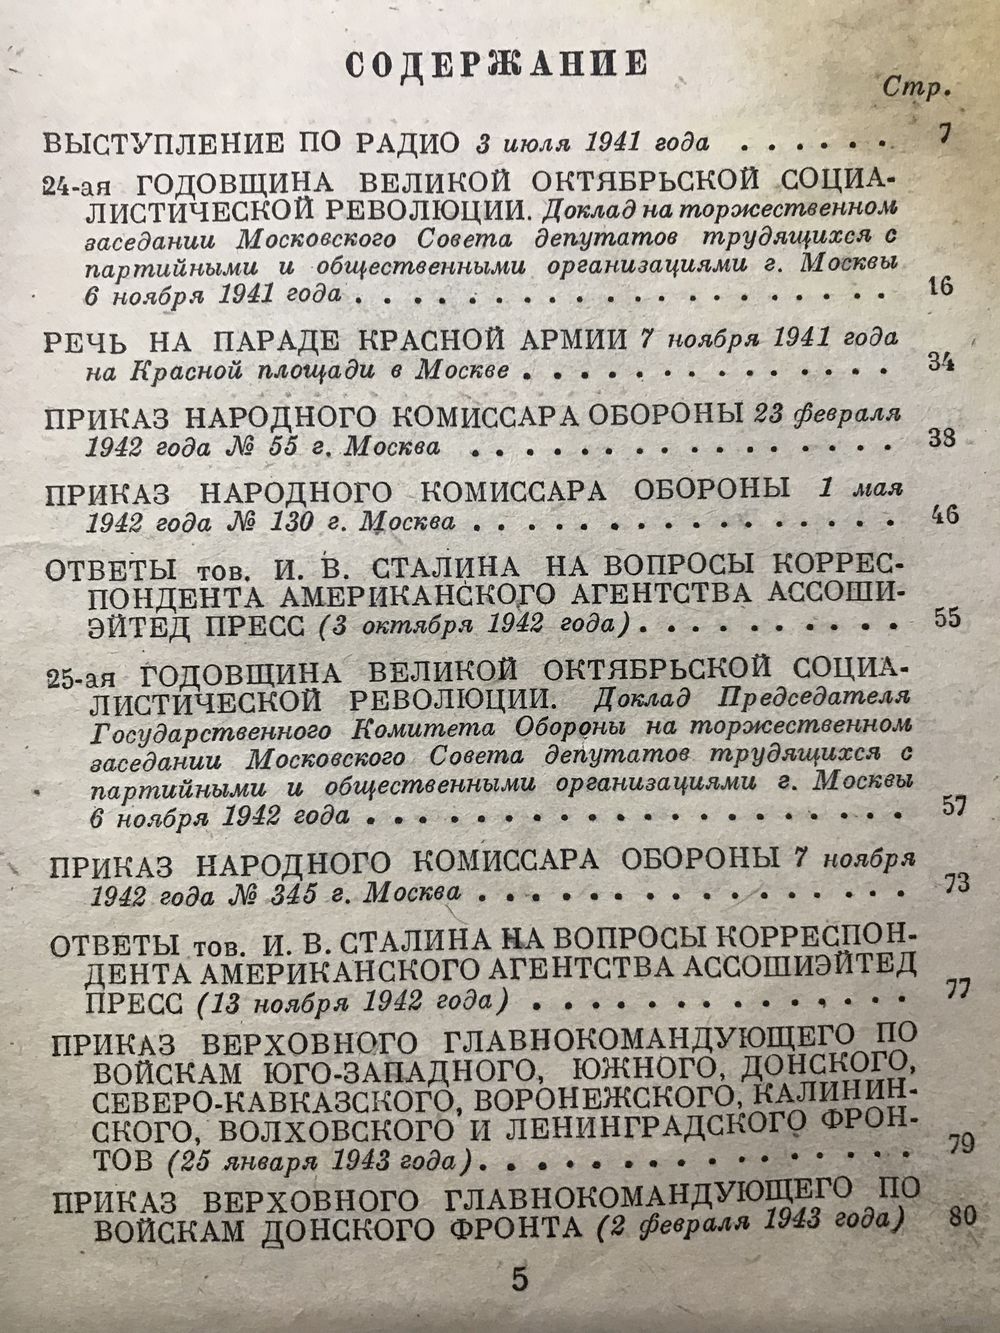 СОДЕРЖАНИЕ
Стр.
ВЫСТУПЛЕНИЕ ПО РАДИО 3 июля 1941 года . . . . . . 7
24-ая ГОДОВЩИНА ВЕЛИКОЙ ОКТЯБРЬСКОЙ СОЦИА-
ЛИСТИЧЕСКОЙ РЕВОЛЮЦИИ. Доклад на торжественном
заседании Московского Совета депутатов трудящихся с
партийными и общественными организациями г. Москвы
6 ноября 1941 года . . . . . . . . . . . . . . . . . . . . 16
РЕЧЬ НА ПАРАДЕ КРАСНОЙ АРМИИ 7 ноября 1941 года
на Красной площади в Москве . . . . . . . . . . . . . . 34
ПРИКАЗ НАРОДНОГО КОМИССАРА ОБОРОНЫ 23 февраля
1942 года № 55 г. Москва . . . . . . . . . . . . . . . . 38
ПРИКАЗ НАРОДНОГО КОМИССАРА ОБОРОНЫ 1 мая
1942 года № 130 г. Москва . . . . . . . . . . . . . . . . 46
ОТВЕТЫ тов. И. В. СТАЛИНА НА ВОПРОСЫ КОРРЕС-
ПОНДЕНТА АМЕРИКАНСКОГО АГЕНТСТВА АССОШИ-
ЭЙТЕД ПРЕСС (3 октября 1942 года) . . . . . . . . . . 55
25-ая ГОДОВЩИНА ВЕЛИКОЙ ОКТЯБРЬСКОЙ СОЦИА-
ЛИСТИЧЕСКОЙ РЕВОЛЮЦИИ. Доклад Председателя
Государственного Комитета Обороны на торжественном
заседании Московского Совета депутатов трудящихся с
партийными и общественными организациями г. Москвы
6 ноября 1942 года . . . . . . . . . . . . . . . . . . . . 57
ПРИКАЗ НАРОДНОГО КОМИССАРА ОБОРОНЫ 7 ноября
1942 года № 345 г. Москва . . . . . . . . . . . . . . . . 73
ОТВЕТЫ тов. И. В. СТАЛИНА НА ВОПРОСЫ КОРРЕСПОН-
ДЕНТА АМЕРИКАНСКОГО АГЕНТСТВА АССОШИЭЙТЕД
ПРЕСС (13 ноября 1942 года) . . . . . . . . . . . . . . 77
ПРИКАЗ ВЕРХОВНОГО ГЛАВНОКОМАНДУЮЩЕГО ПО
ВОЙСКАМ ЮГО-ЗАПАДНОГО, ЮЖНОГО, ДОНСКОГО,
СЕВЕРО-КАВКАЗСКОГО, ВОРОНЕЖСКОГО, КАЛИНИН-
СКОГО, ВОЛХОВСКОГО И ЛЕНИНГРАДСКОГО ФРОН-
ТОВ (25 января 1943 года) . . . . . . . . . . . . . . . . 79
ПРИКАЗ ВЕРХОВНОГО ГЛАВНОКОМАНДУЮЩЕГО ПО
ВОЙСКАМ ДОНСКОГО ФРОНТА (2 февраля 1943 года) 80
5